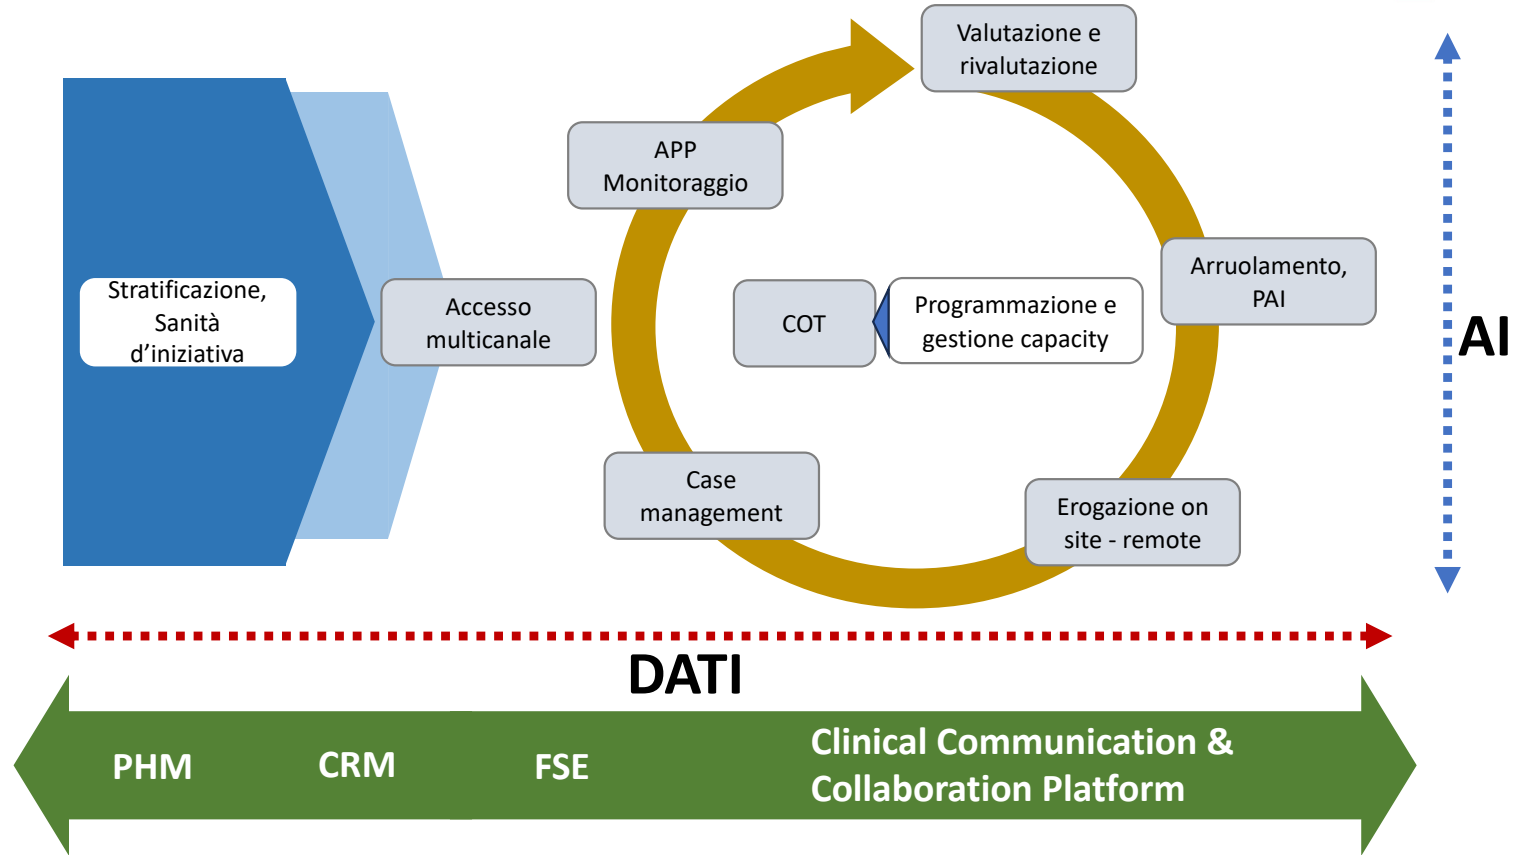 Valutazione e
rivalutazione
APP
Monitoraggio
Arruolamento,
PAI
Stratificazione,
Sanità
d’iniziativa
Accesso
multicanale
COT
Programmazione e
gestione capacity
AI
Case
management
Erogazione on
site - remote
DATI
PHM
CRM
FSE
Clinical Communication &
Collaboration Platform